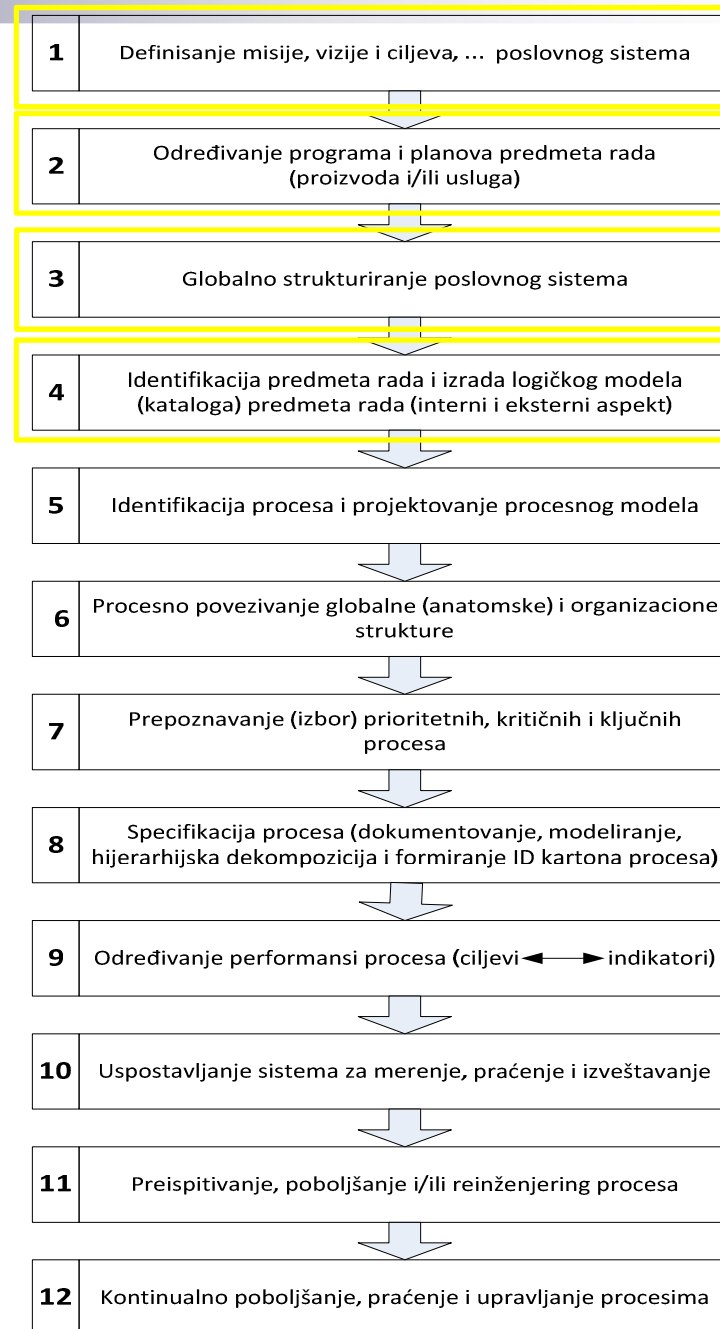 1 Definisanje misije, vizije i ciljeva, ... poslovnog sistema
2 Određivanje programa i planova predmeta rada
(proizvoda i/ili usluga)
3 Globalno strukturiranje poslovnog sistema
4 Identifikacija predmeta rada i izrada logičkog modela
(kataloga) predmeta rada (interni i eksterni aspekt)
5 Identifikacija procesa i projektovanje procesnog modela
6 Procesno povezivanje globalne (anatomske) i organizacione
strukture
7 Prepoznavanje (izbor) prioritetnih, kritičnih i ključnih
procesa
8 Specifikacija procesa (dokumentovanje, modeliranje,
hijerarhijska dekompozicija i formiranje ID kartona procesa)
9 Određivanje performansi procesa (ciljevi indikatori)
10 Uspostavljanje sistema za merenje, praćenje i izveštavanje
11 Preispitivanje, poboljšanje i/ili reinženjering procesa
12 Kontinualno poboljšanje, praćenje i upravljanje procesima